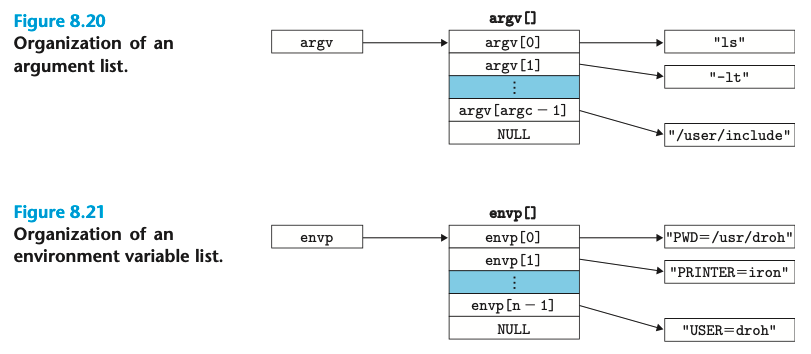 Figure 8.20
Organization of an
argument list.
argv[]
argv
argv[0]
"ls"
argv[1]
"-lt"
⋮
argv[argc − 1]
"/user/include"
NULL
Figure 8.21
Organization of an
environment variable list.
envp[]
envp
envp[0]
"PWD=/usr/droh"
envp[1]
"PRINTER=iron"
⋮
envp[n − 1]
"USER=droh"
NULL